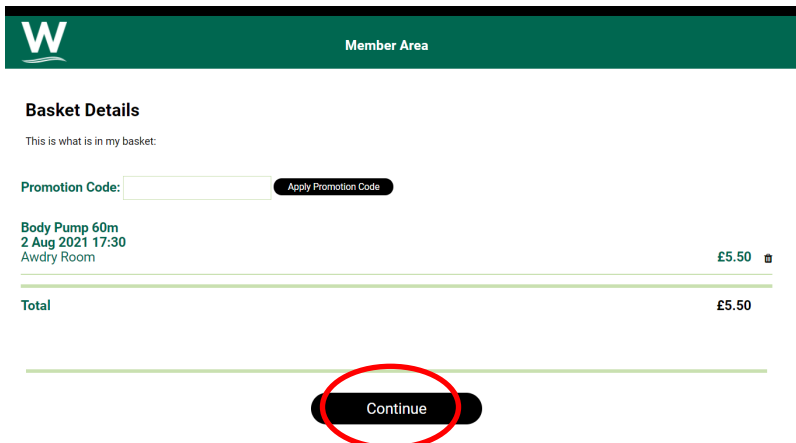 W
Member Area
Basket Details
This is what is in my basket:
Promotion Code:
Apply Promotion Code
Body Pump 60m
2 Aug 2021 17:30
Awdry Room £5.50
Total £5.50
Continue